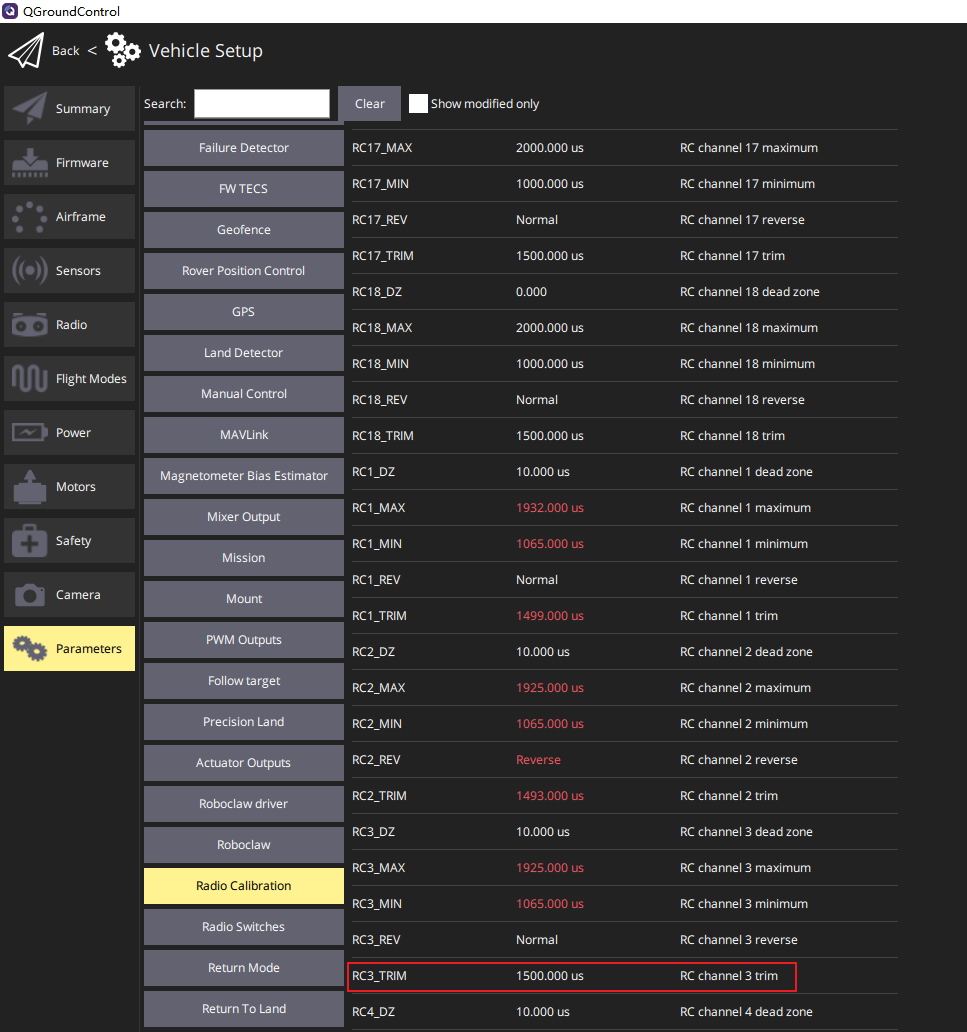 QGroundControl
Back < Vehicle Setup
Search: Clear Show modified only
Summary
Firmware
Airframe
Sensors
Radio
Flight Modes
Power
Motors
Safety
Camera
Parameters
Failure Detector
FW TECS
Geofence
Rover Position Control
GPS
Land Detector
Manual Control
MAVLink
Magnetometer Bias Estimator
Mixer Output
Mission
Mount
PWM Outputs
Follow target
Precision Land
Actuator Outputs
Roboclaw driver
Roboclaw
Radio Calibration
Radio Switches
Return Mode
Return To Land
RC17_MAX 2000.000 us RC channel 17 maximum
RC17_MIN 1000.000 us RC channel 17 minimum
RC17_REV Normal RC channel 17 reverse
RC17_TRIM 1500.000 us RC channel 17 trim
RC18_DZ 0.000 RC channel 18 dead zone
RC18_MAX 2000.000 us RC channel 18 maximum
RC18_MIN 1000.000 us RC channel 18 minimum
RC18_REV Normal RC channel 18 reverse
RC18_TRIM 1500.000 us RC channel 18 trim
RC1_DZ 10.000 us RC channel 1 dead zone
RC1_MAX 1932.000 us RC channel 1 maximum
RC1_MIN 1065.000 us RC channel 1 minimum
RC1_REV Normal RC channel 1 reverse
RC1_TRIM 1499.000 us RC channel 1 trim
RC2_DZ 10.000 us RC channel 2 dead zone
RC2_MAX 1925.000 us RC channel 2 maximum
RC2_MIN 1065.000 us RC channel 2 minimum
RC2_REV Reverse RC channel 2 reverse
RC2_TRIM 1493.000 us RC channel 2 trim
RC3_DZ 10.000 us RC channel 3 dead zone
RC3_MAX 1925.000 us RC channel 3 maximum
RC3_MIN 1065.000 us RC channel 3 minimum
RC3_REV Normal RC channel 3 reverse
RC3_TRIM 1500.000 us RC channel 3 trim
RC4_DZ 10.000 us RC channel 4 dead zone